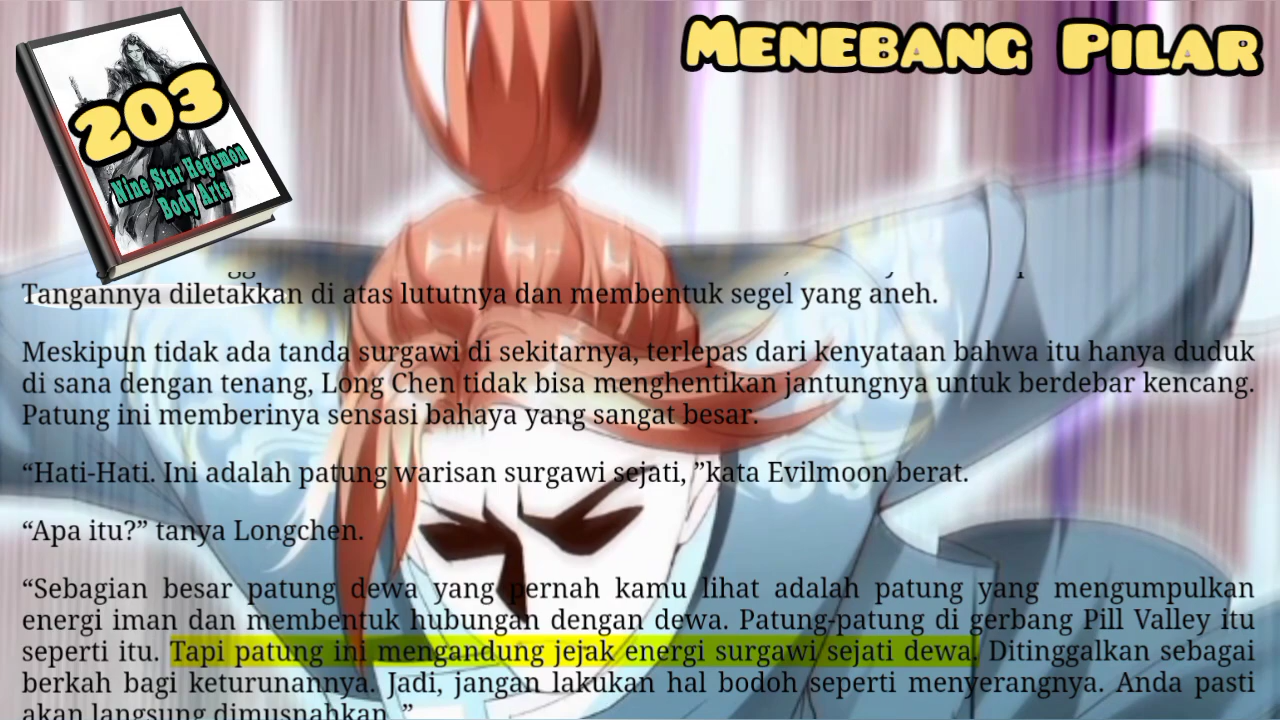 Menebang Pilar
203
Nine Star Hegemon
Body Arts
Tangannya diletakkan di atas lututnya dan membentuk segel yang aneh.
Meskipun tidak ada tanda surgawi di sekitarnya, terlepas dari kenyataan bahwa itu hanya duduk
di sana dengan tenang, Long Chen tidak bisa menghentikan jantungnya untuk berdebar kencang.
Patung ini memberinya sensasi bahaya yang sangat besar.
“Hati-Hati. Ini adalah patung warisan surgawi sejati, ”kata Evilmoon berat.
“Apa itu?” tanya Longchen.
“Sebagian besar patung dewa yang pernah kamu lihat adalah patung yang mengumpulkan
energi iman dan membentuk hubungan dengan dewa. Patung-patung di gerbang Pill Valley itu
seperti itu. Tapi patung ini mengandung jejak energi surgawi sejati dewa. Ditinggalkan sebagai
berkah bagi keturunannya. Jadi, jangan lakukan hal bodoh seperti menyerangnya. Anda pasti
akan langsung dimusnahkan. ”